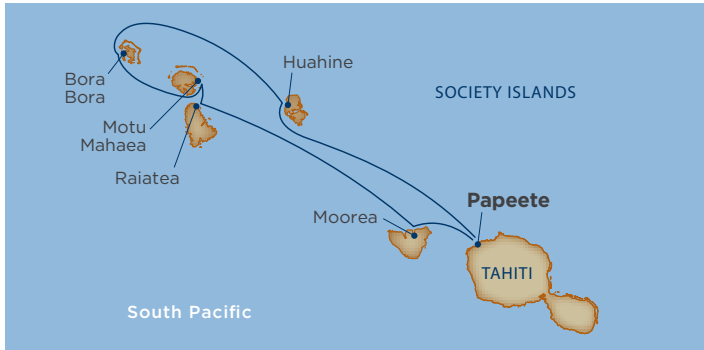 Huahine
Bora
Bora
SOCIETY ISLANDS
Motu
Mahaea
Raiatea
Papeete
Moorea
TAHITI
South Pacific